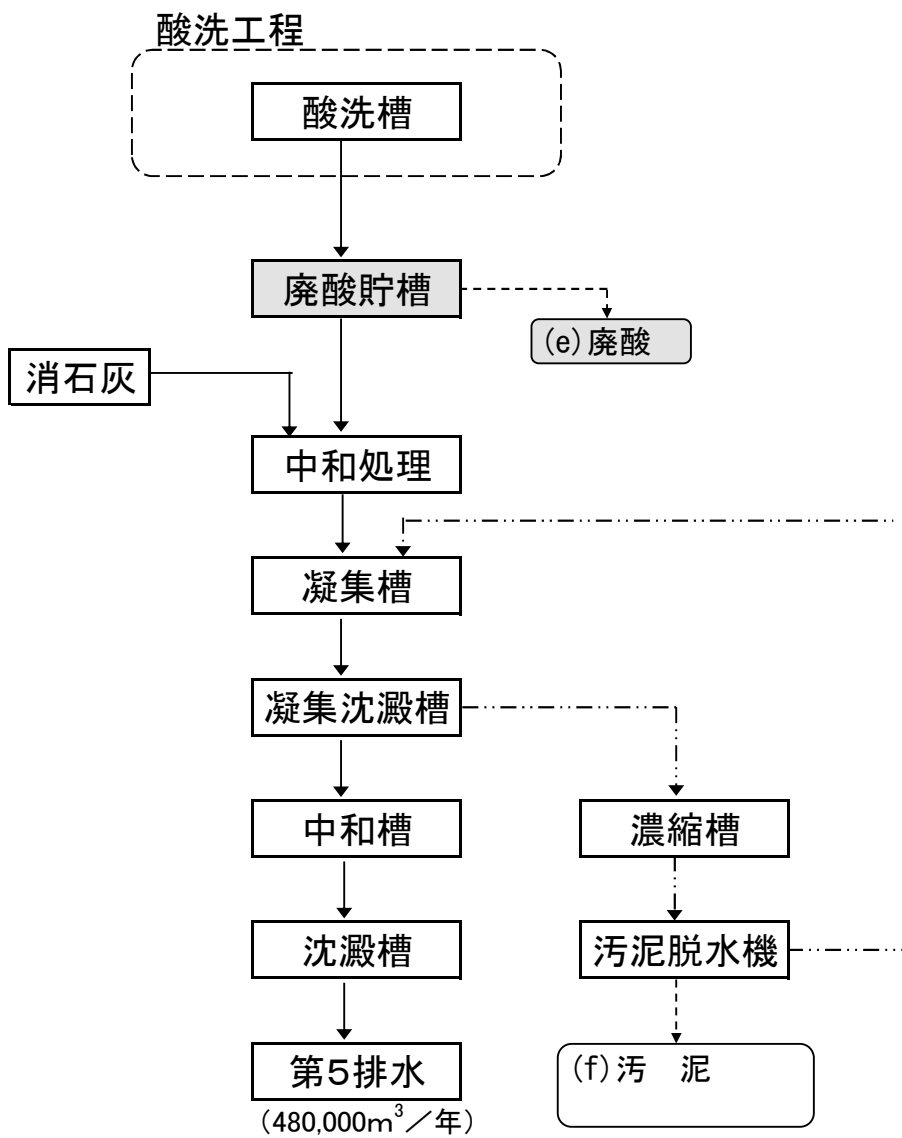 酸洗工程
酸洗槽
廃酸貯槽
(e)廃酸
消石灰
中和処理
凝集槽
凝集沈澱槽
中和槽
濃縮槽
沈澱槽
汚泥脱水機
第5排水
(f)汚　泥
(480,000m³／年)